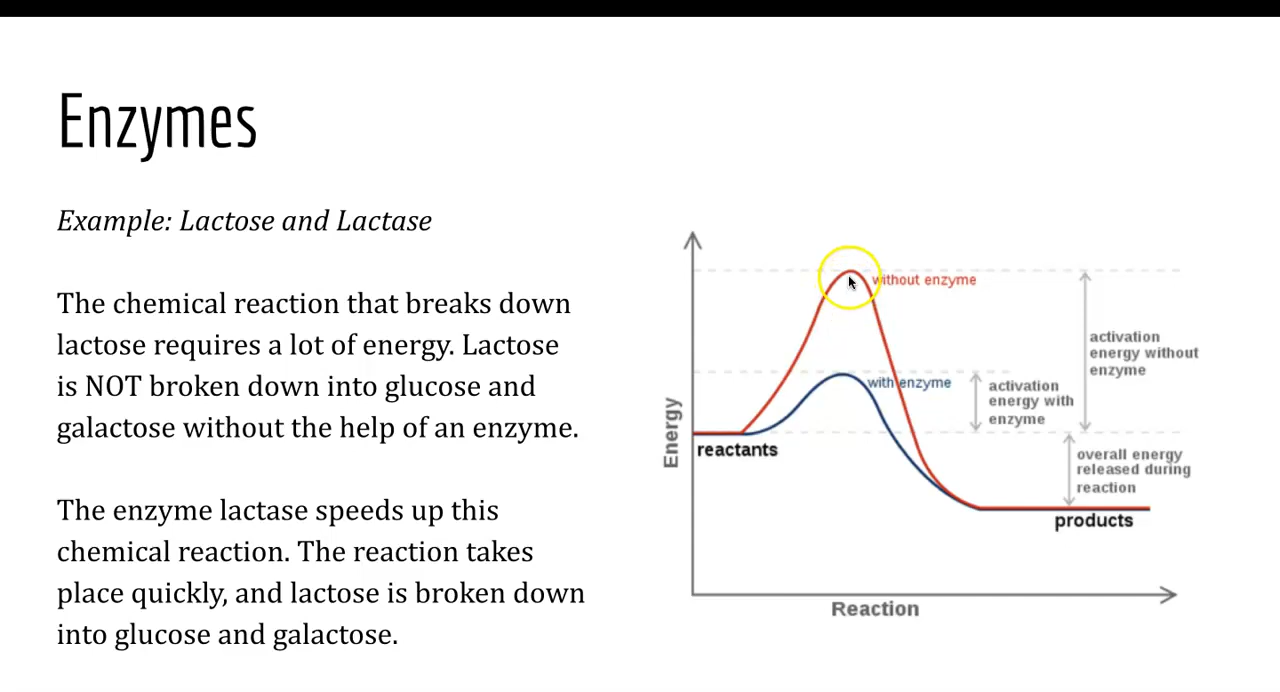 Enzymes
Example: Lactose and Lactase
The chemical reaction that breaks down
lactose requires a lot of energy. Lactose
is NOT broken down into glucose and
galactose without the help of an enzyme.
The enzyme lactase speeds up this
chemical reaction. The reaction takes
place quickly, and lactose is broken down
into glucose and galactose.
Energy
without enzyme
with enzyme
activation
energy without
enzyme
activation
energy with
enzyme
reactants
overall energy
released during
reaction
products
Reaction